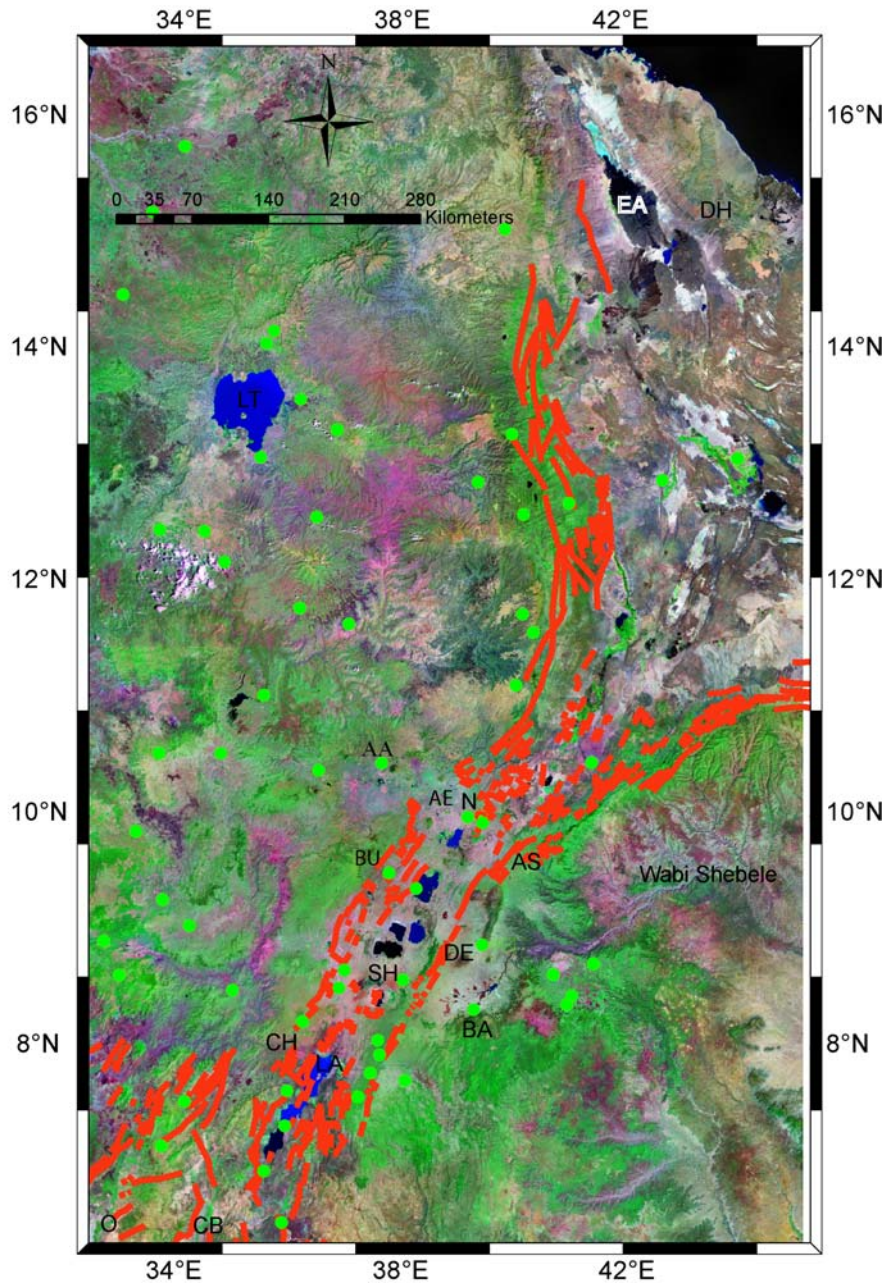 34°E 38°E 42°E
N
16°N 16°N
0 35 70 140 210 280
Kilometers
EA DH
14°N 14°N
LT
12°N 12°N
AA
AE N
10°N 10°N
BU AS
Wabi Shebele
DE
SH
BA
CH
8°N 8°N
LA
O CB
34°E 38°E 42°E